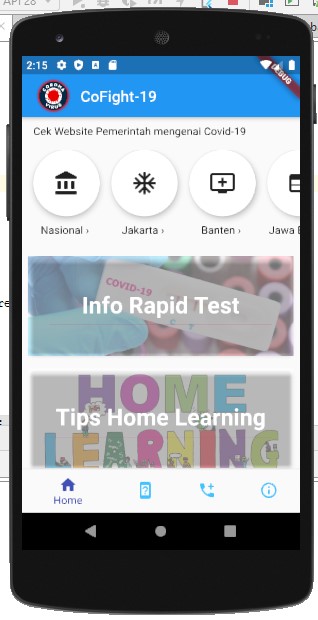 API 28
2:15
DEBUG
CORONA
VIRUS
CoFight-19
Cek Website Pemerintah mengenai Covid-19
Nasional ›
Jakarta ›
Banten ›
Jawa B
COVID-19
C T
Info Rapid Test
HOME
Tips Home Learning
LEARNING
Home